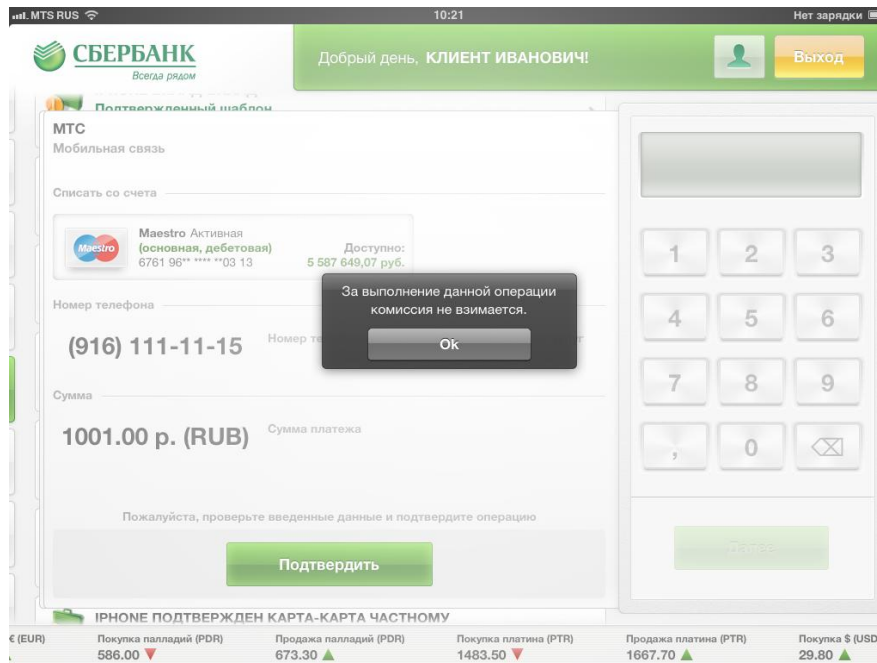 MTS RUS
10:21
Нет зарядки
СБЕРБАНК
Всегда рядом
Добрый день, КЛИЕНТ ИВАНОВИЧ!
Выход
Подтвержденный шаблон
МТС
Мобильная связь
Списать со счета
Maestro
Maestro Активная
(основная, дебетовая)
Доступно:
6761 96** **** **03 13
5 587 649,07 руб.
За выполнение данной операции
комиссия не взимается.
Ok
Номер телефона
(916) 111-11-15
Номер
Сумма
1001.00 р. (RUB)
Сумма платежа
Пожалуйста, проверьте введенные данные и подтвердите операцию
Подтвердить
1 2 3
4 5 6
7 8 9
, 0
Далее
IPHONE ПОДТВЕРЖДЕН КАРТА-КАРТА ЧАСТНОМУ
€ (EUR)
Покупка палладий (PDR)
586.00
Продажа палладий (PDR)
673.30
Покупка платина (PTR)
1483.50
Продажа платина (PTR)
1667.70
Покупка $ (USD
29.80